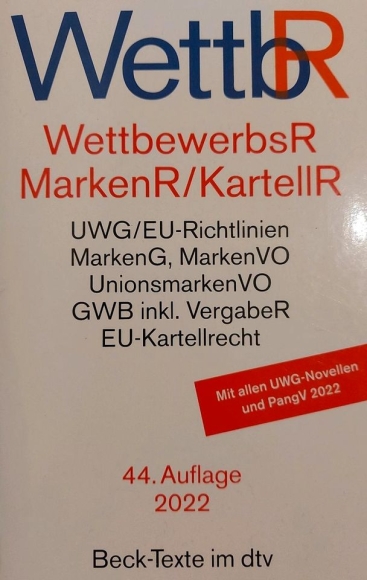 WettbR
WettbewerbsR
MarkenR/KartellR
UWG/EU-Richtlinien
MarkenG, MarkenVO
UnionsmarkenVO
GWB inkl. VergabeR
EU-Kartellrecht
Mit allen UWG-Novellen
und PangV 2022
44. Auflage
2022
Beck-Texte im dtv